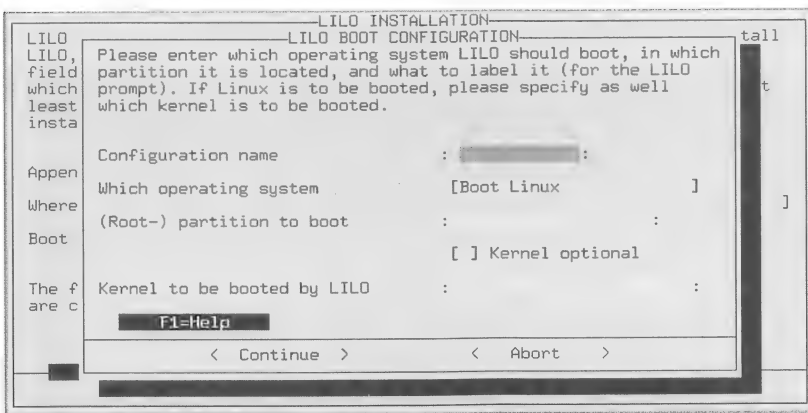 LILO INSTALLATION
LILO
LILO BOOT CONFIGURATION
tall
LILO,
Please enter which operating system LILO should boot, in which
field
partition it is located, and what to label it (for the LILO
which
prompt). If Linux is to be booted, please specify as well
t
least
which kernel is to be booted.
insta
Configuration name : :
Appen
Which operating system [Boot Linux ]
Where
]
(Root-) partition to boot : :
Boot
[ ] Kernel optional
The f
Kernel to be booted by LILO : :
are c
F1=Help
< Continue > < Abort >